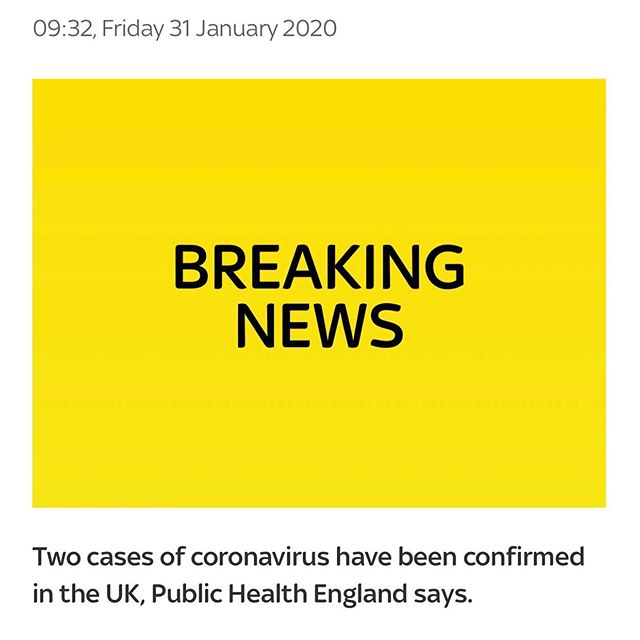 09:32, Friday 31 January 2020
BREAKING
NEWS
Two cases of coronavirus have been confirmed
in the UK, Public Health England says.